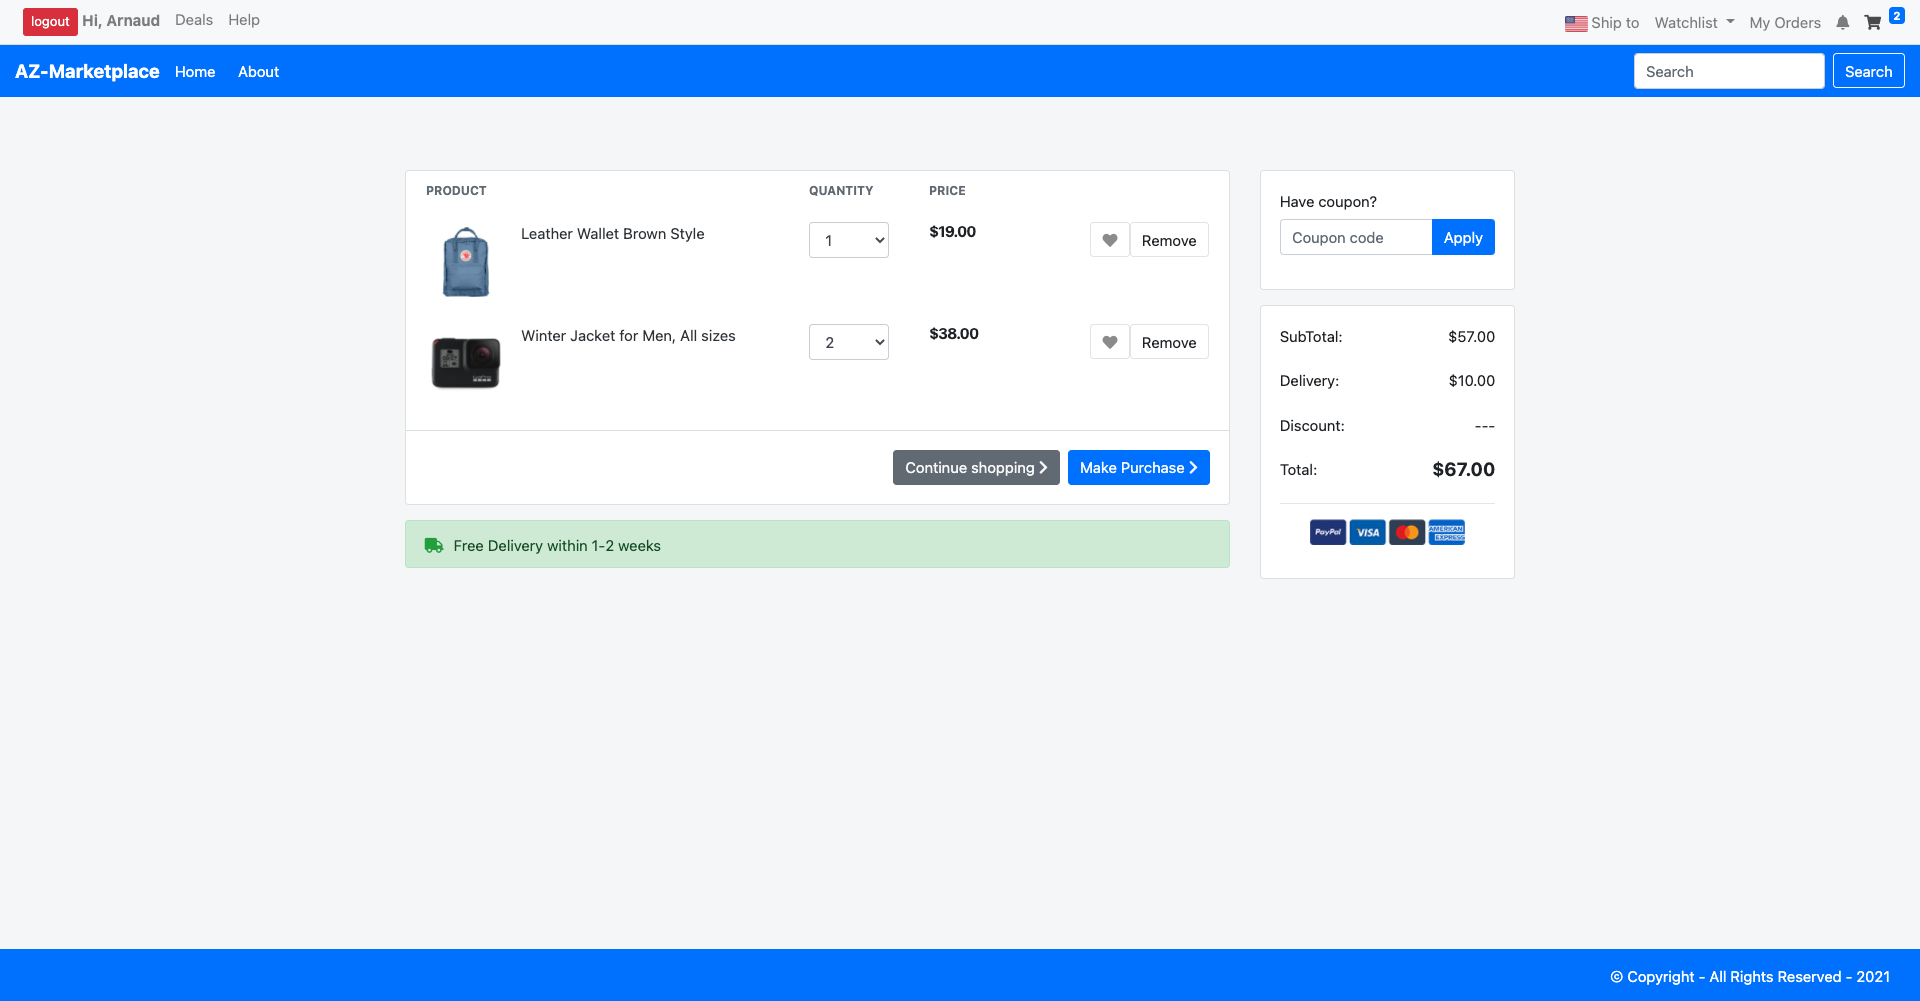 logout Hi, Arnaud Deals Help Ship to Watchlist My Orders 2
AZ-Marketplace Home About Search Search
PRODUCT QUANTITY PRICE
Leather Wallet Brown Style 1 $19.00 Remove
Winter Jacket for Men, All sizes 2 $38.00 Remove
Continue shopping Make Purchase
Free Delivery within 1-2 weeks
Have coupon?
Coupon code Apply
SubTotal: $57.00
Delivery: $10.00
Discount: ---
Total: $67.00
PayPal VISA AMERICAN EXPRESS
© Copyright - All Rights Reserved - 2021